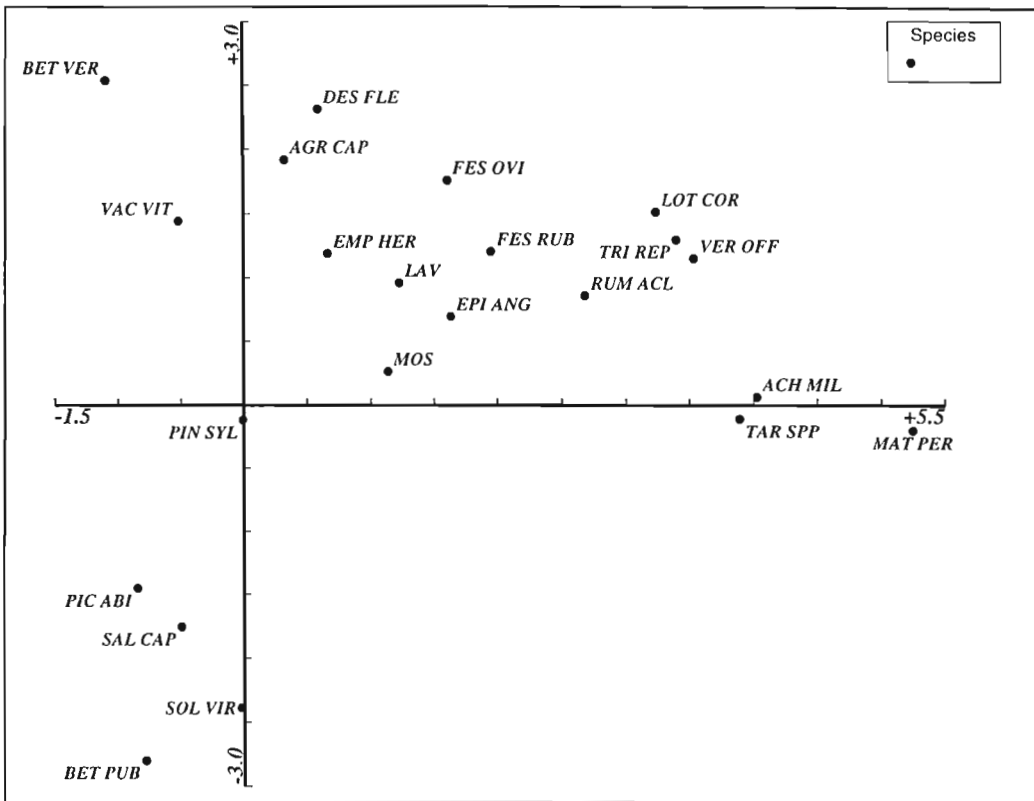 Species
+3.0
BET VER
DES FLE
AGR CAP
FES OVI
VAC VIT
LOT COR
EMP HER
FES RUB
TRI REP
VER OFF
LAV
RUM ACL
EPI ANG
MOS
ACH MIL
-1.5
+5.5
PIN SYL
TAR SPP
MAT PER
PIC ABI
SAL CAP
SOL VIR
BET PUB
-3.0